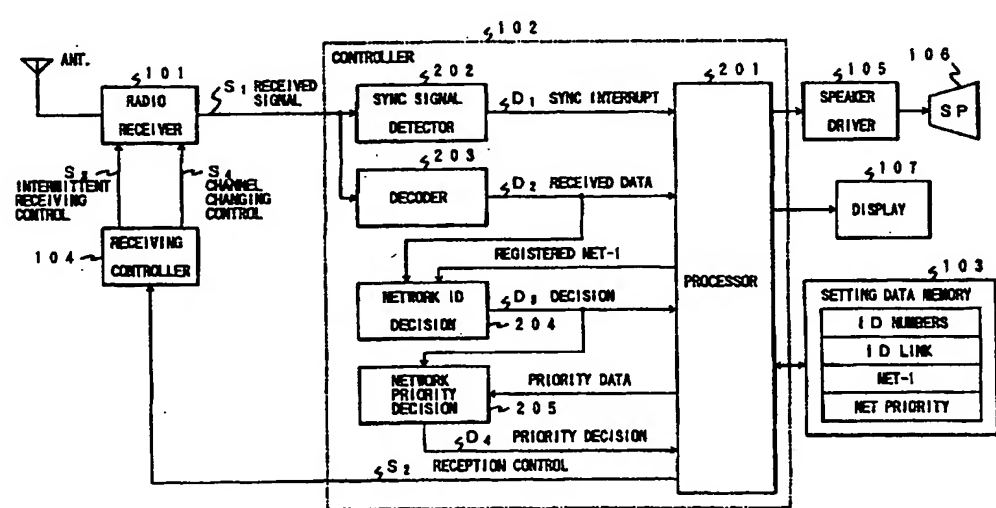 102
ANT.
101
RADIO
RECEIVER
S1 RECEIVED
SIGNAL
CONTROLLER
202
SYNC SIGNAL
DETECTOR
D1 SYNC INTERRUPT
201
PROCESSOR
105
SPEAKER
DRIVER
106
SP
203
DECODER
D2 RECEIVED DATA
INTERMITTENT
RECEIVING
CONTROL
S4
CHANNEL
CHANGING
CONTROL
107
DISPLAY
104
RECEIVING
CONTROLLER
REGISTERED NET-1
NETWORK ID
DECISION
D3 DECISION
204
103
SETTING DATA MEMORY
ID NUMBERS
ID LINK
NET-1
NET PRIORITY
NETWORK
PRIORITY
DECISION
PRIORITY DATA
205
D4 PRIORITY DECISION
S2 RECEPTION CONTROL